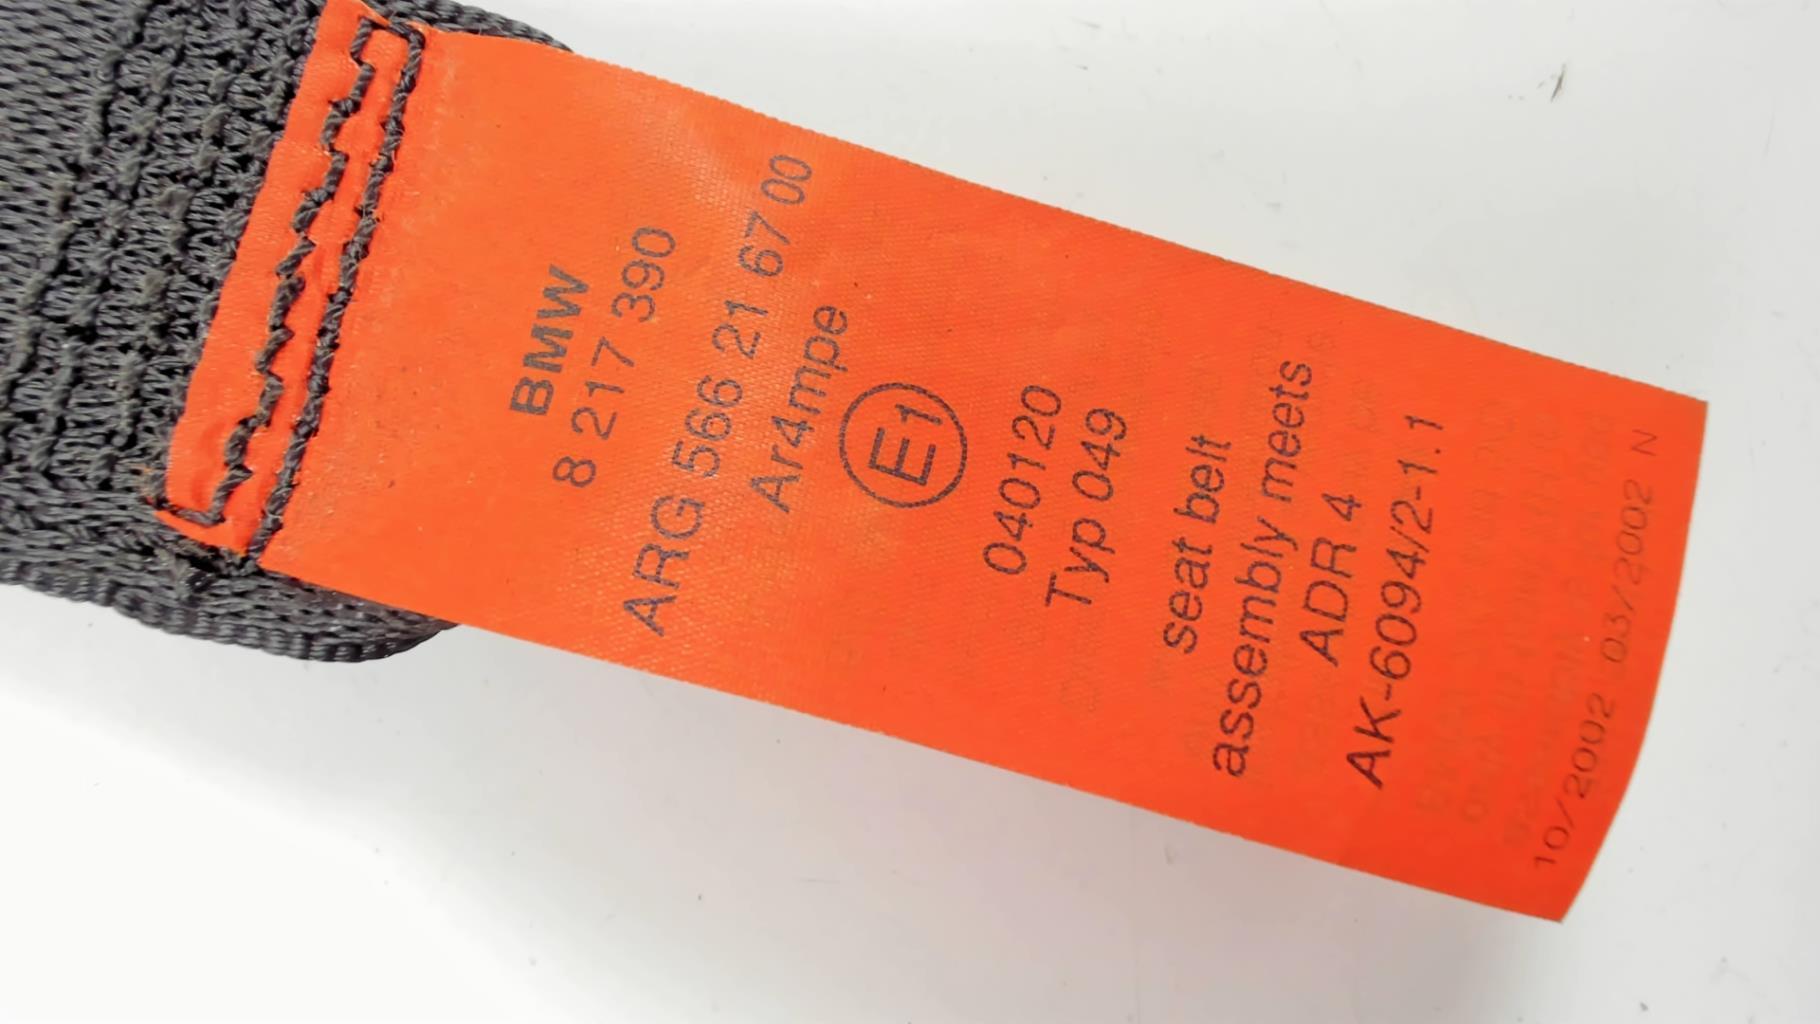 BMW
8 217 390
ARG 566 21 67 00
Ar4mpe
E1
040120
Typ 049
seat belt
assembly meets
ADR 4
AK-6094/2-1.1
10/2002 03/2002 N